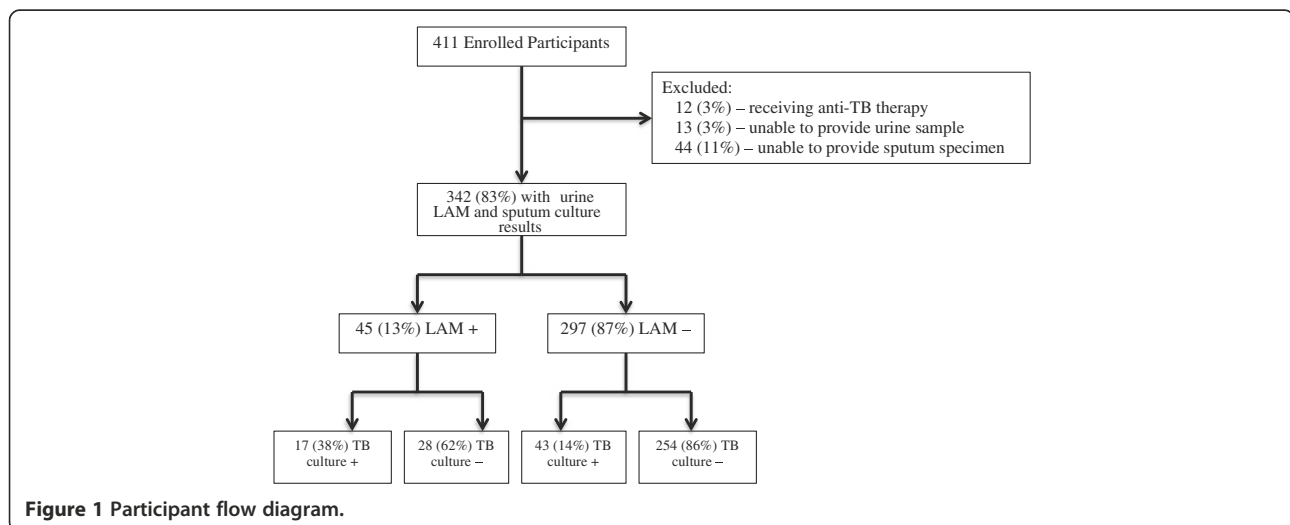 411 Enrolled Participants
Excluded:
12 (3%) – receiving anti-TB therapy
13 (3%) – unable to provide urine sample
44 (11%) – unable to provide sputum specimen
342 (83%) with urine
LAM and sputum culture
results
45 (13%) LAM +
297 (87%) LAM –
17 (38%) TB
culture +
28 (62%) TB
culture –
43 (14%) TB
culture +
254 (86%) TB
culture –
Figure 1 Participant flow diagram.